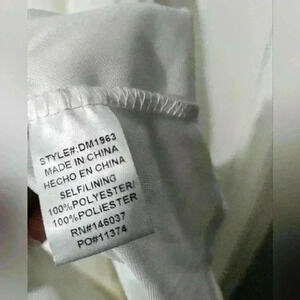 STYLE#:DM1963
MADE IN CHINA
HECHO EN CHINA
SELF/LINING
100%POLYESTER/
100%POLIESTER
RN#146037
PO#11374